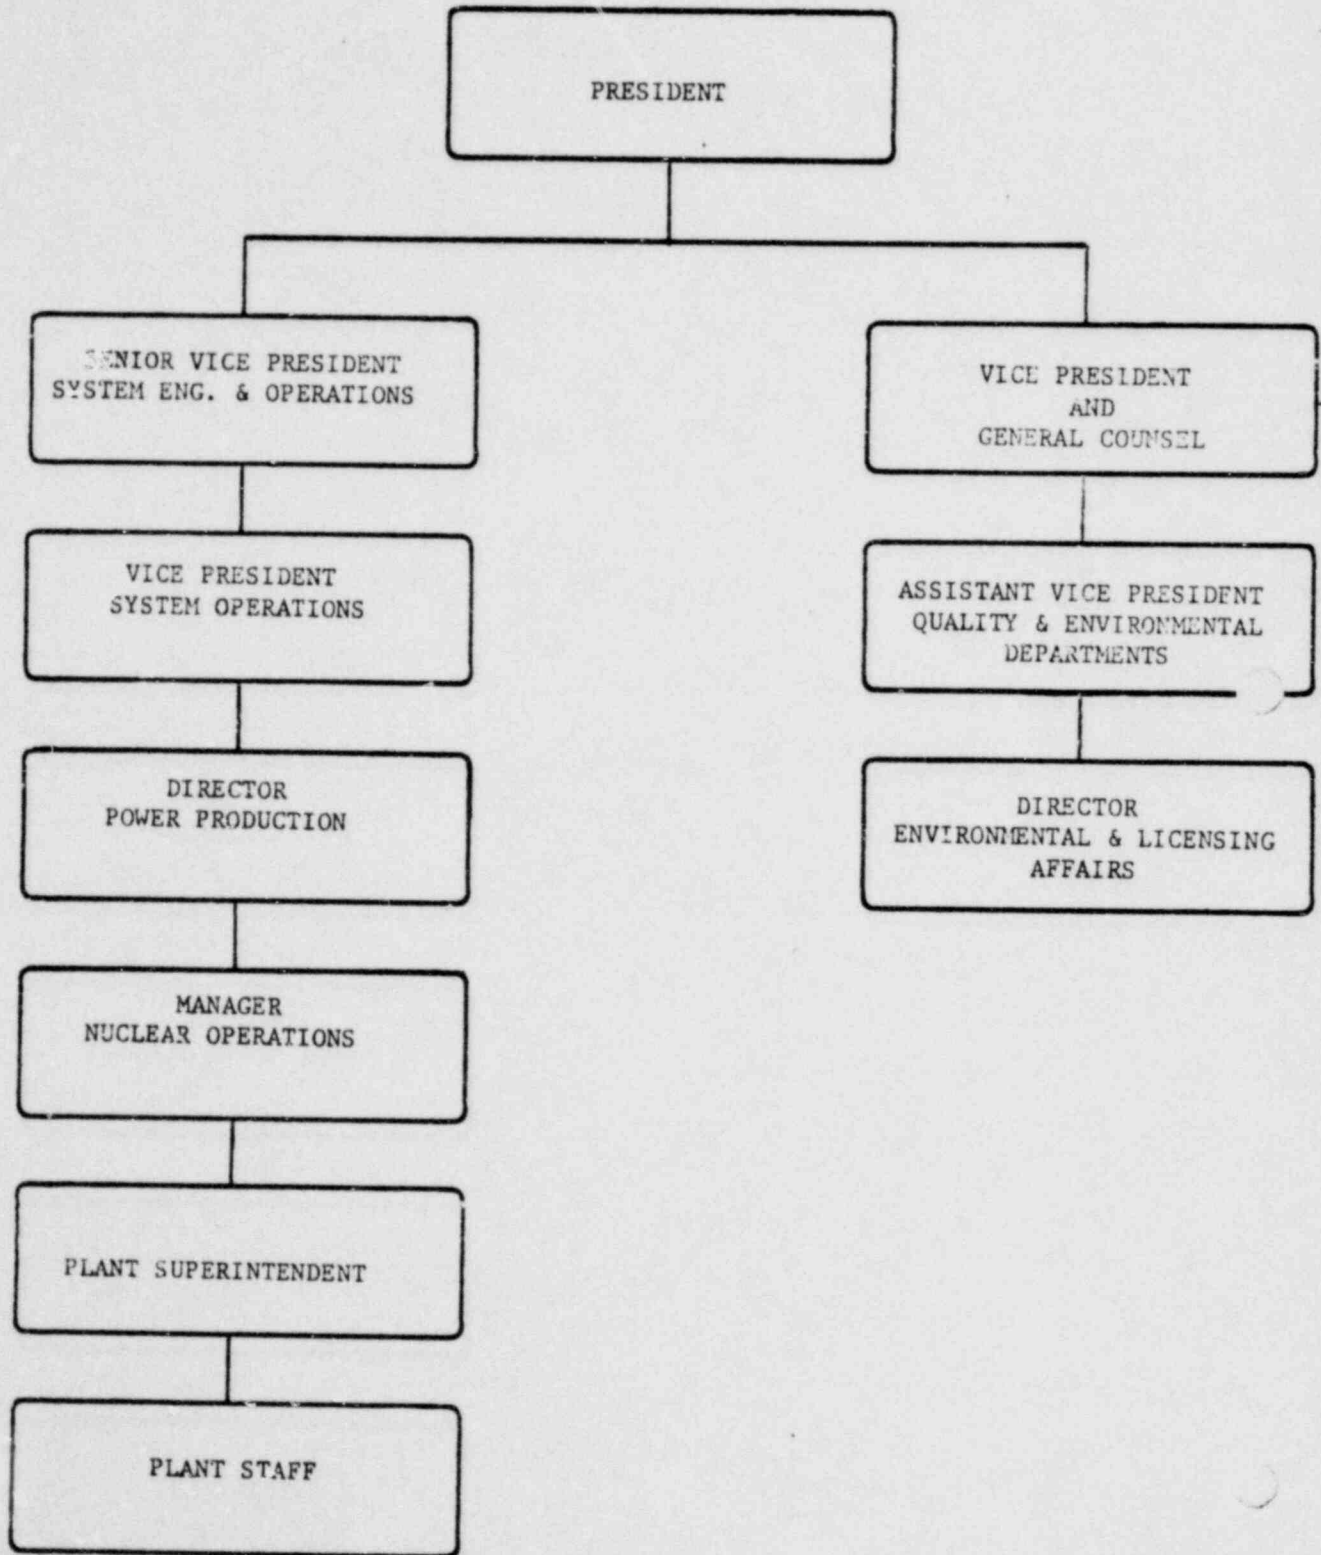 PRESIDENT
SENIOR VICE PRESIDENT
SYSTEM ENG. & OPERATIONS
VICE PRESIDENT
SYSTEM OPERATIONS
DIRECTOR
POWER PRODUCTION
MANAGER
NUCLEAR OPERATIONS
PLANT SUPERINTENDENT
PLANT STAFF
VICE PRESIDENT
AND
GENERAL COUNSEL
ASSISTANT VICE PRESIDENT
QUALITY & ENVIRONMENTAL
DEPARTMENTS
DIRECTOR
ENVIRONMENTAL & LICENSING
AFFAIRS